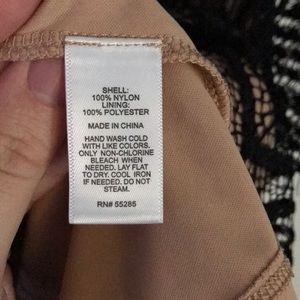 SHELL:
100% NYLON
LINING:
100% POLYESTER
MADE IN CHINA
HAND WASH COLD
WITH LIKE COLORS.
ONLY NON-CHLORINE
BLEACH WHEN
NEEDED. LAY FLAT
TO DRY. COOL IRON
IF NEEDED. DO NOT
STEAM.
RN# 55285